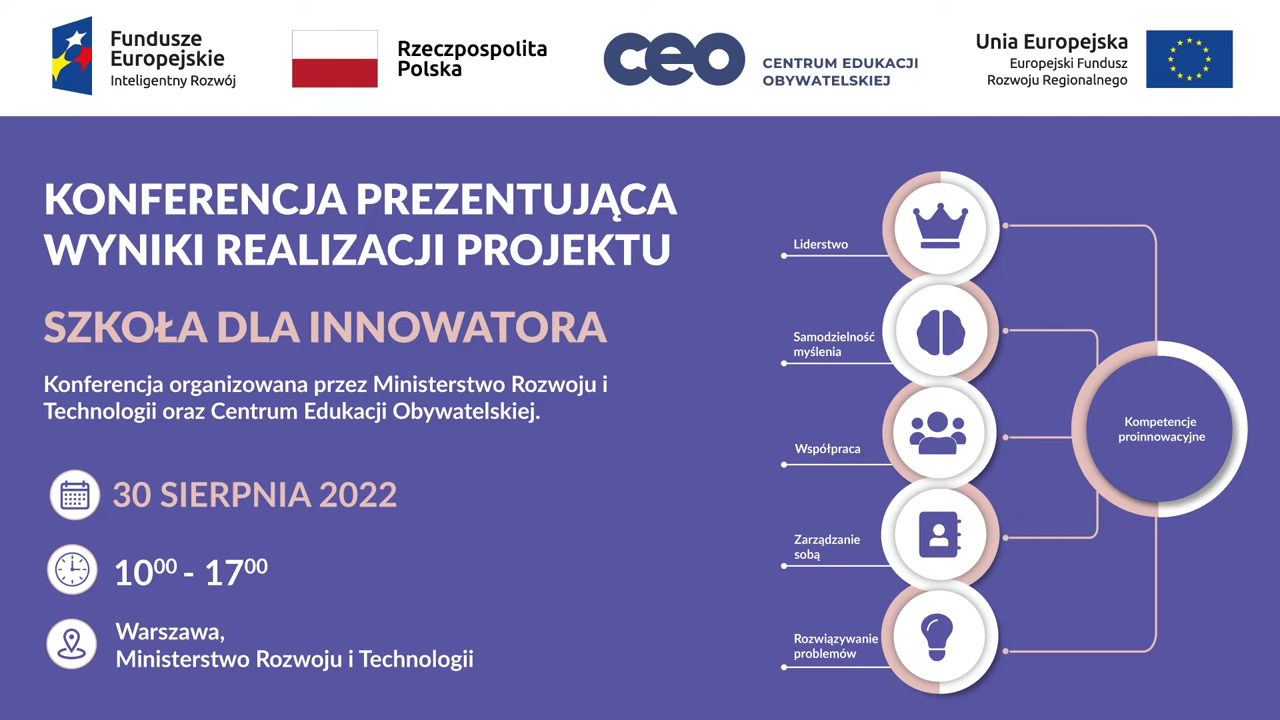 Fundusze
Europejskie
Inteligentny Rozwój
Rzeczpospolita
Polska
ceo
CENTRUM EDUKACJI
OBYWATELSKIEJ
Unia Europejska
Europejski Fundusz
Rozwoju Regionalnego
KONFERENCJA PREZENTUJĄCA
WYNIKI REALIZACJI PROJEKTU
SZKOŁA DLA INNOWATORA
Konferencja organizowana przez Ministerstwo Rozwoju i
Technologii oraz Centrum Edukacji Obywatelskiej.
30 SIERPNIA 2022
10⁰⁰ - 17⁰⁰
Warszawa,
Ministerstwo Rozwoju i Technologii
Liderstwo
Samodzielność
myślenia
Współpraca
Zarządzanie
sobą
Rozwiązywanie
problemów
Kompetencje
proinnowacyjne